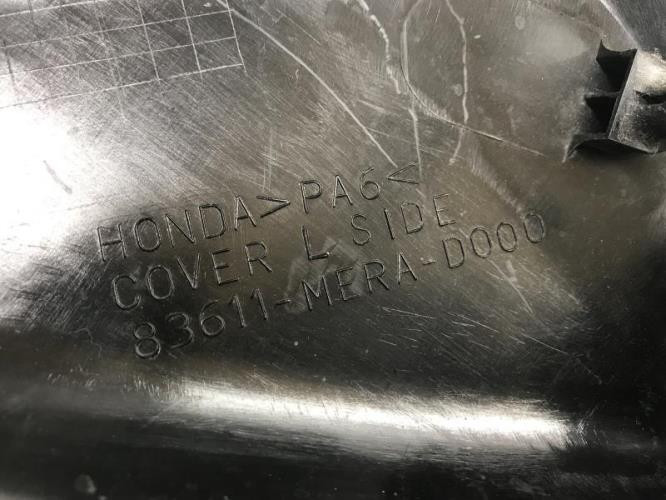 HONDA>PA6<
COVER L SIDE
83611-MERA-D000